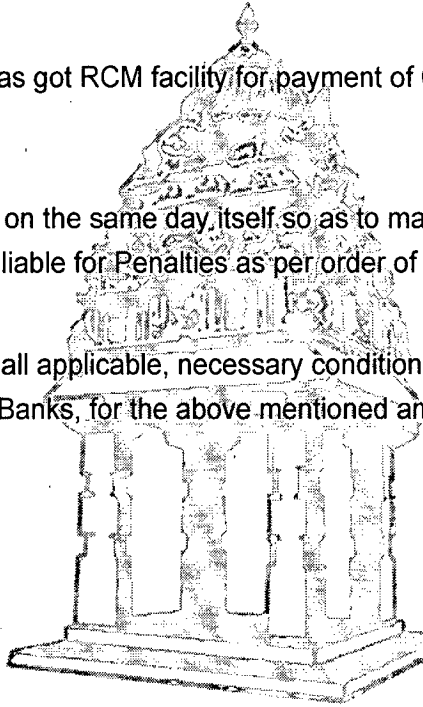 as got RCM facility for payment of
on the same day itself so as to ma
liable for Penalties as per order of
all applicable, necessary condition
Banks, for the above mentioned an